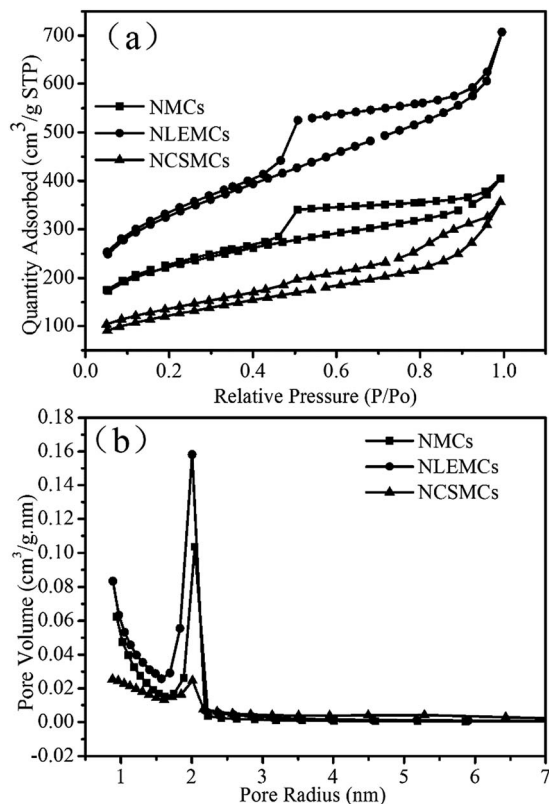 (a)
700
600
500
400
300
200
100
Quantity Adsorbed (cm³/g STP)
NMCs
NLEMCs
NCSMCs
0.0 0.2 0.4 0.6 0.8 1.0
Relative Pressure (P/Po)
(b)
0.16
0.14
0.12
0.10
0.08
0.06
0.04
0.02
0.00
-0.02
Pore Volume (cm³/g.nm)
NMCs
NLEMCs
NCSMCs
1 2 3 4 5 6 7
Pore Radius (nm)